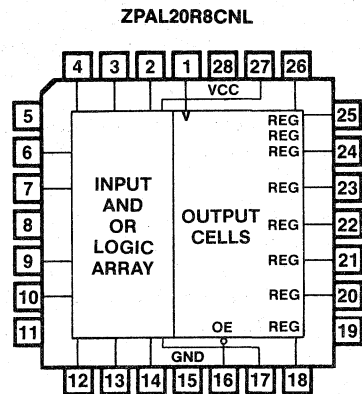 ZPAL20R8CNL
4 3 2 1 28 27 26
VCC
5 REG 25
REG
6 REG 24
7 REG 23
INPUT
AND
OR
LOGIC
ARRAY
OUTPUT
CELLS
8 REG 22
9 REG 21
10 REG 20
11 OE REG 19
GND
12 13 14 15 16 17 18